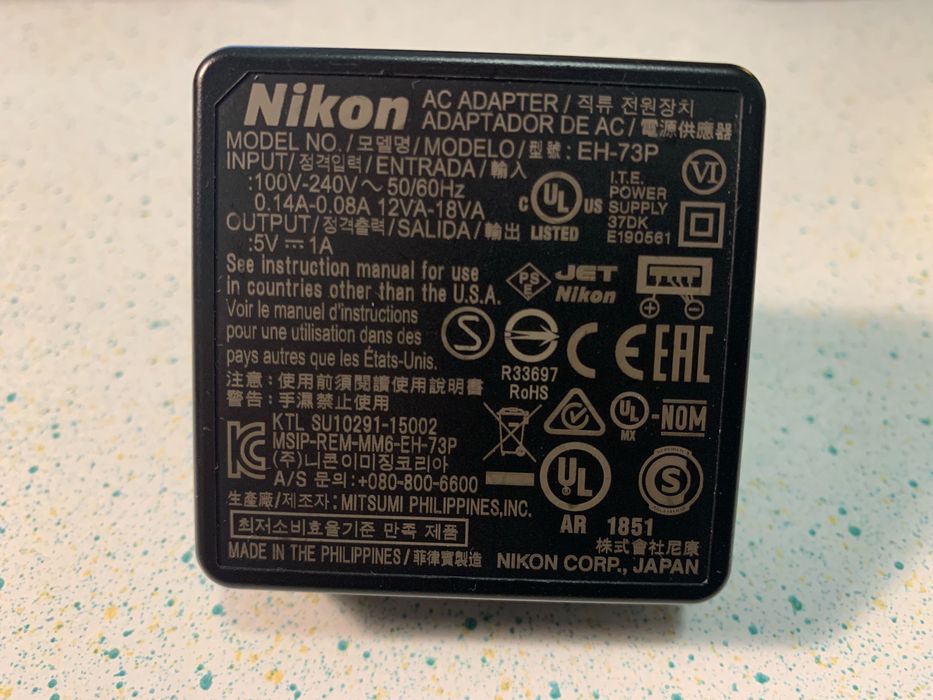 Nikon
AC ADAPTER / 직류 전원장치
ADAPTADOR DE AC / 電源供應器
MODEL NO. / 모델명 / MODELO / 型號 : EH-73P
INPUT / 정격입력 / ENTRADA / 輸入
:100V-240V ~ 50/60Hz
0.14A-0.08A 12VA-18VA
OUTPUT / 정격출력 / SALIDA / 輸出
:5V ⎓ 1A
VI
C UL US
LISTED
I.T.E.
POWER
SUPPLY
37DK
E190561
See instruction manual for use
in countries other than the U.S.A.
Voir le manuel d'instructions
pour une utilisation dans des
pays autres que les États-Unis.
PS
E
JET
Nikon
S
R33697
RoHS
CE
EAC
注意 : 使用前須閱讀使用說明書
警告 : 手濕禁止使用
KTL SU10291-15002
MSIP-REM-MM6-EH-73P
(주)니콘이미징코리아
A/S 문의 : +080-800-6600
UL
MX
-NOM
UL
AR
S
1851
生產廠 / 제조자 : MITSUMI PHILIPPINES,INC.
최저소비효율기준 만족 제품
MADE IN THE PHILIPPINES / 菲律賓製造
株式會社尼康
NIKON CORP., JAPAN